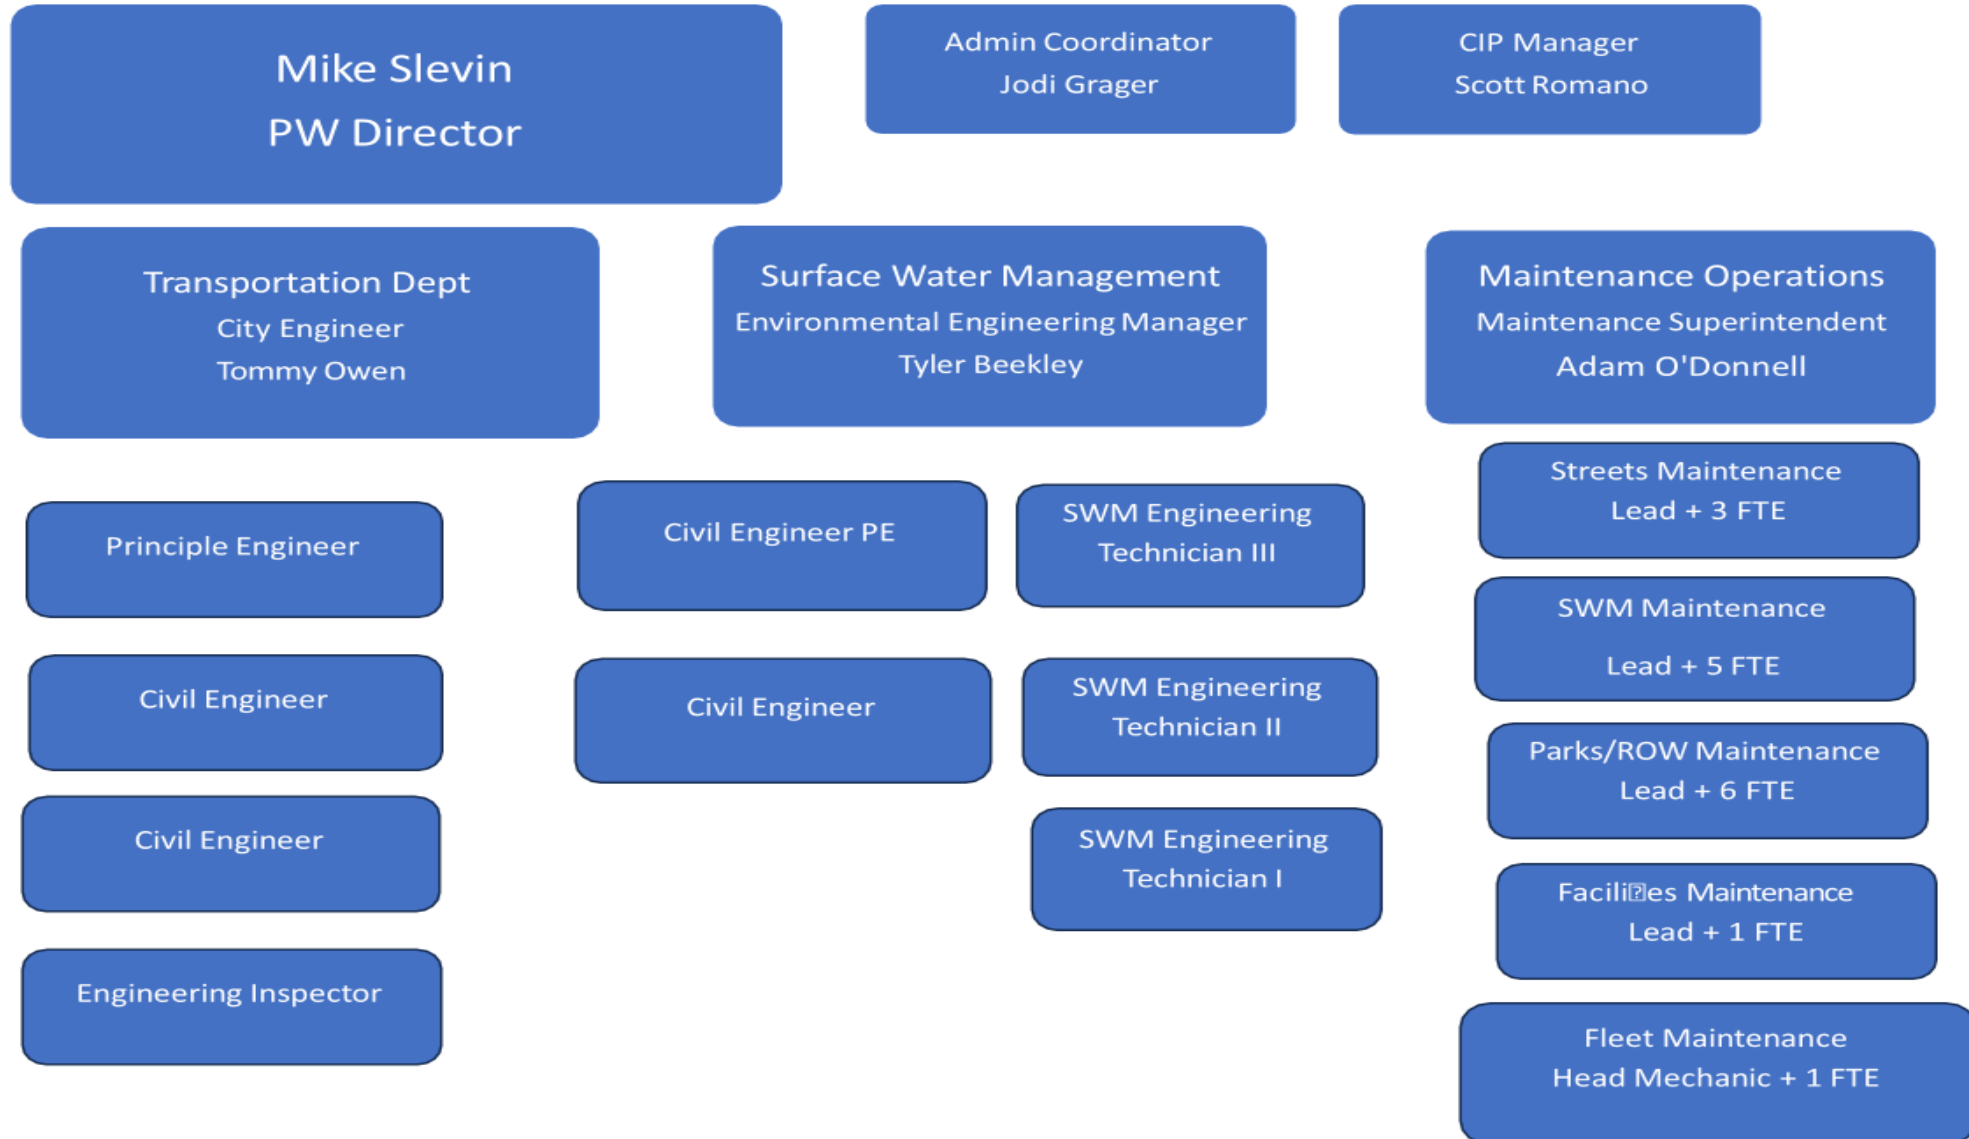 Mike Slevin
PW Director
Admin Coordinator
Jodi Grager
CIP Manager
Scott Romano
Transportation Dept
City Engineer
Tommy Owen
Surface Water Management
Environmental Engineering Manager
Tyler Beekley
Maintenance Operations
Maintenance Superintendent
Adam O'Donnell
Principle Engineer
Civil Engineer
Civil Engineer
Engineering Inspector
Civil Engineer PE
Civil Engineer
SWM Engineering
Technician III
SWM Engineering
Technician II
SWM Engineering
Technician I
Streets Maintenance
Lead + 3 FTE
SWM Maintenance
Lead + 5 FTE
Parks/ROW Maintenance
Lead + 6 FTE
Facili⍰es Maintenance
Lead + 1 FTE
Fleet Maintenance
Head Mechanic + 1 FTE